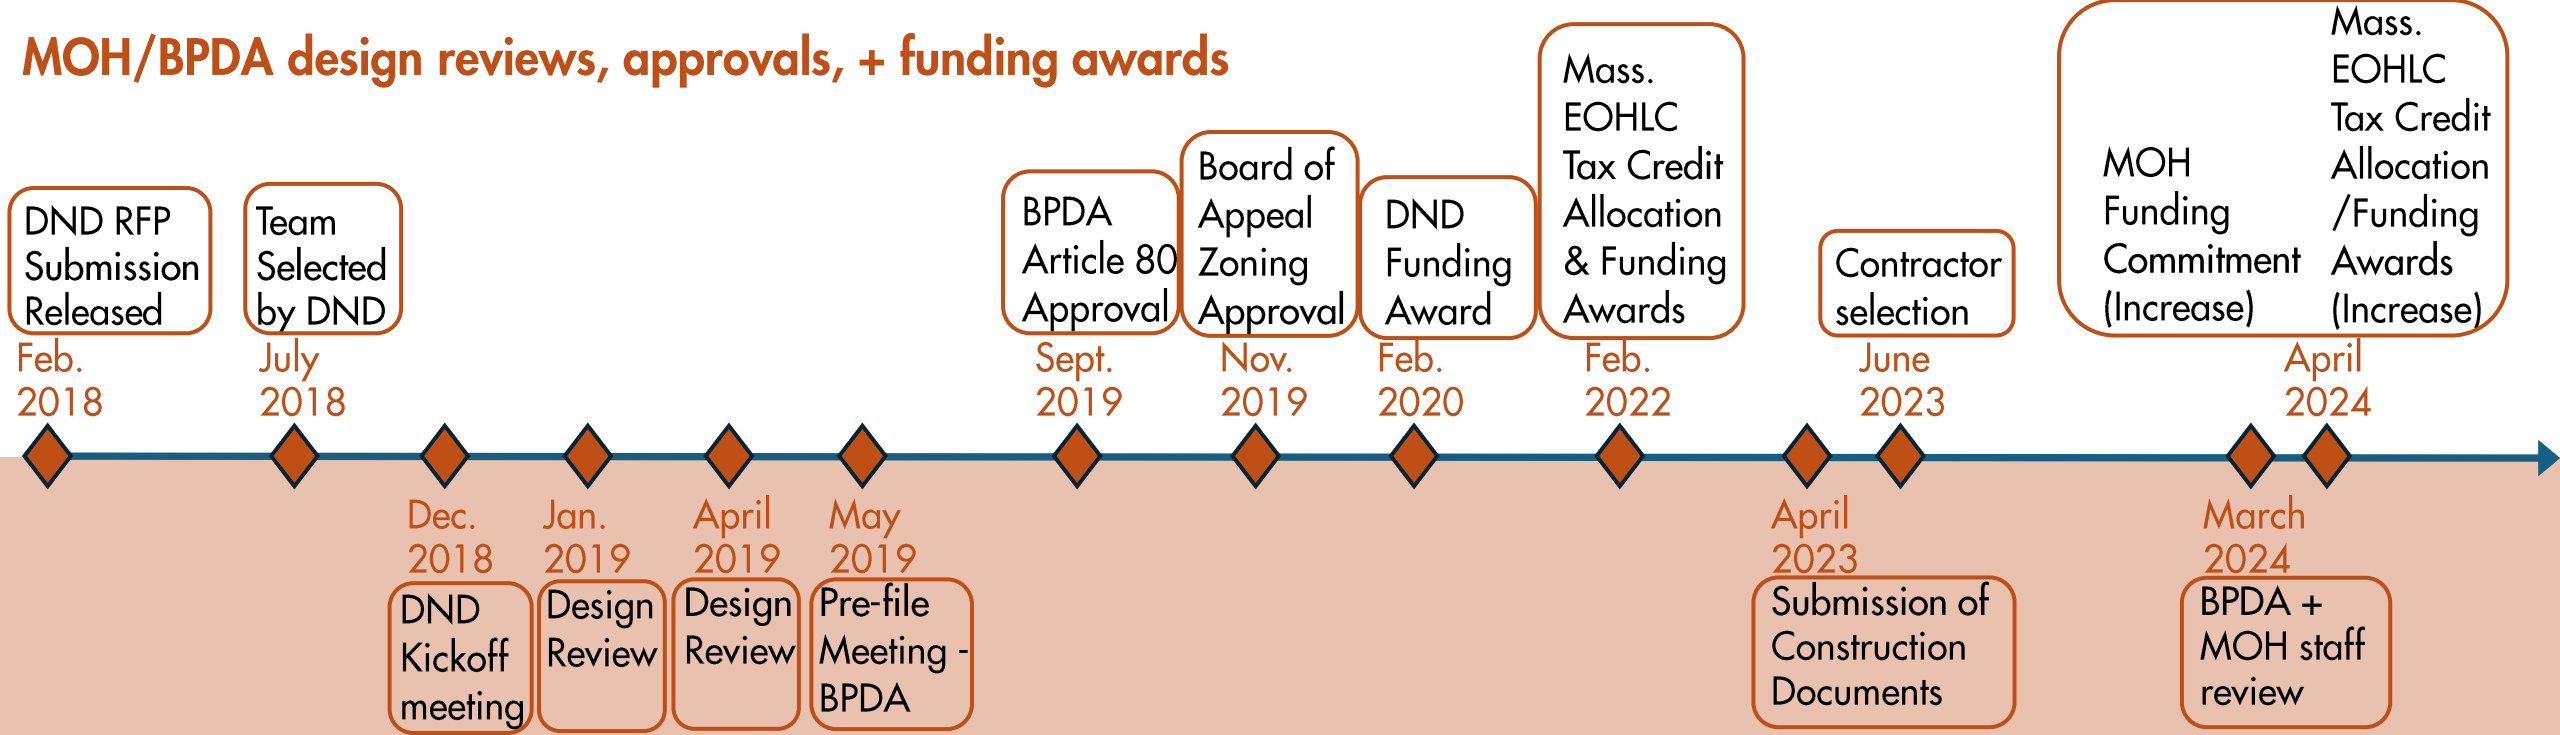 MOH/BPDA design reviews, approvals, + funding awards
DND RFP
Submission
Released
Feb.
2018
Team
Selected
by DND
July
2018
Dec.
2018
DND
Kickoff
meeting
Jan.
2019
Design
Review
April
2019
Design
Review
May
2019
Pre-file
Meeting -
BPDA
BPDA
Article 80
Approval
Sept.
2019
Board of
Appeal
Zoning
Approval
Nov.
2019
DND
Funding
Award
Feb.
2020
Mass.
EOHLC
Tax Credit
Allocation
& Funding
Awards
Feb.
2022
April
2023
Submission of
Construction
Documents
Contractor
selection
June
2023
March
2024
BPDA +
MOH staff
review
MOH
Funding
Commitment
(Increase)
Mass.
EOHLC
Tax Credit
Allocation
/Funding
Awards
(Increase)
April
2024